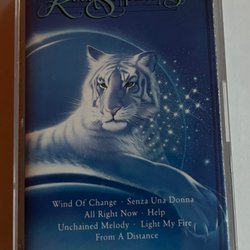 Wind Of Change · Senza Una Donna
All Right Now · Help
Unchained Melody · Light My Fire
From A Distance